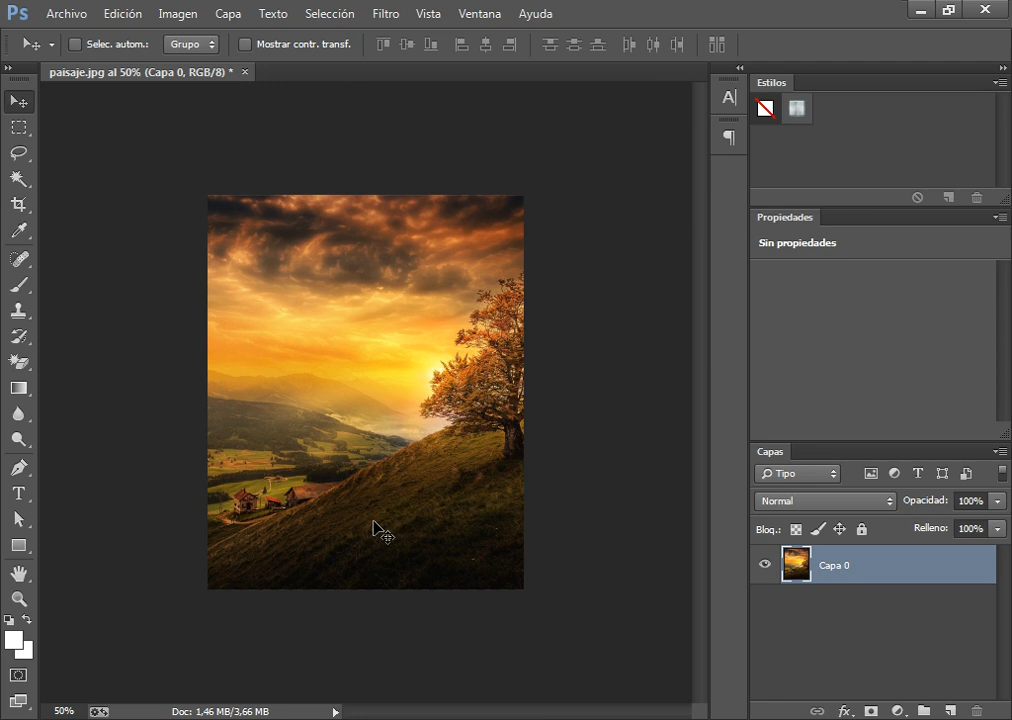 Ps Archivo Edición Imagen Capa Texto Selección Filtro Vista Ventana Ayuda
Selec. autom.: Grupo Mostrar contr. transf.
paisaje.jpg al 50% (Capa 0, RGB/8) * ×
Estilos
Propiedades
Sin propiedades
Capas
Tipo
Normal Opacidad: 100%
Bloq.: Relleno: 100%
Capa 0
50% Doc: 1,46 MB/3,66 MB